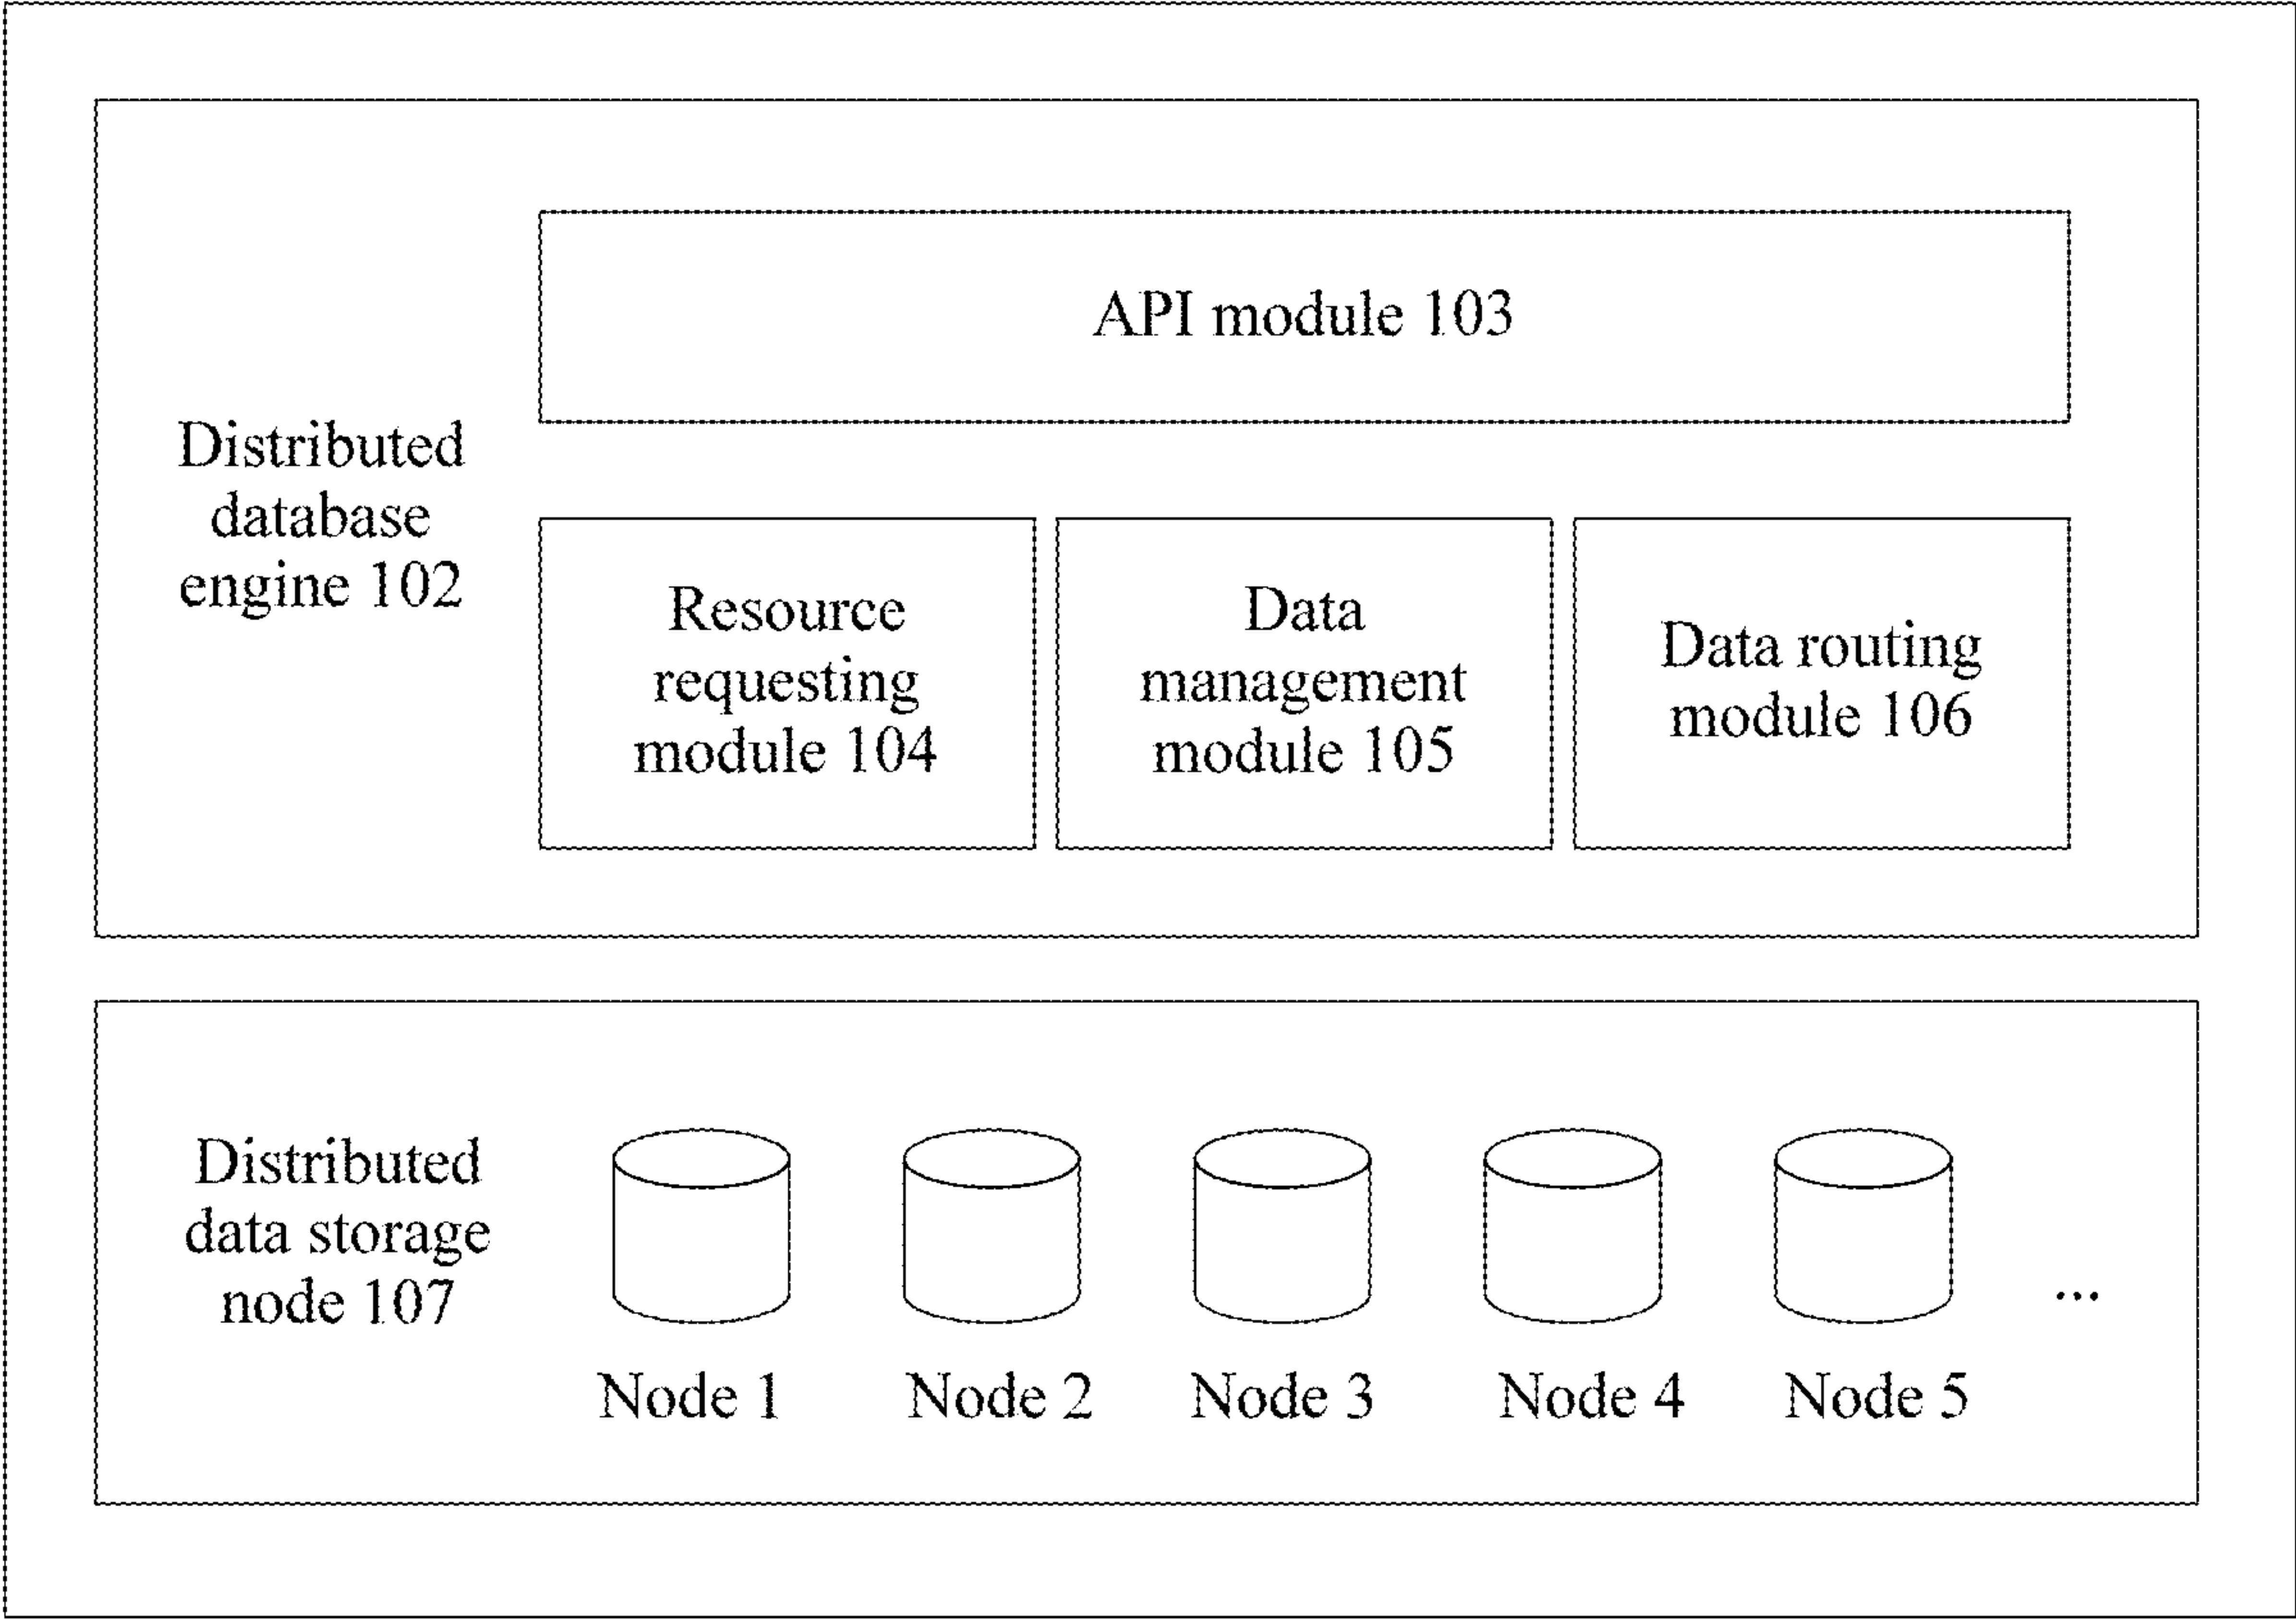 API module 103
Distributed
database
engine 102
Resource
requesting
module 104
Data
management
module 105
Data routing
module 106
Distributed
data storage
node 107
...
Node 1
Node 2
Node 3
Node 4
Node 5